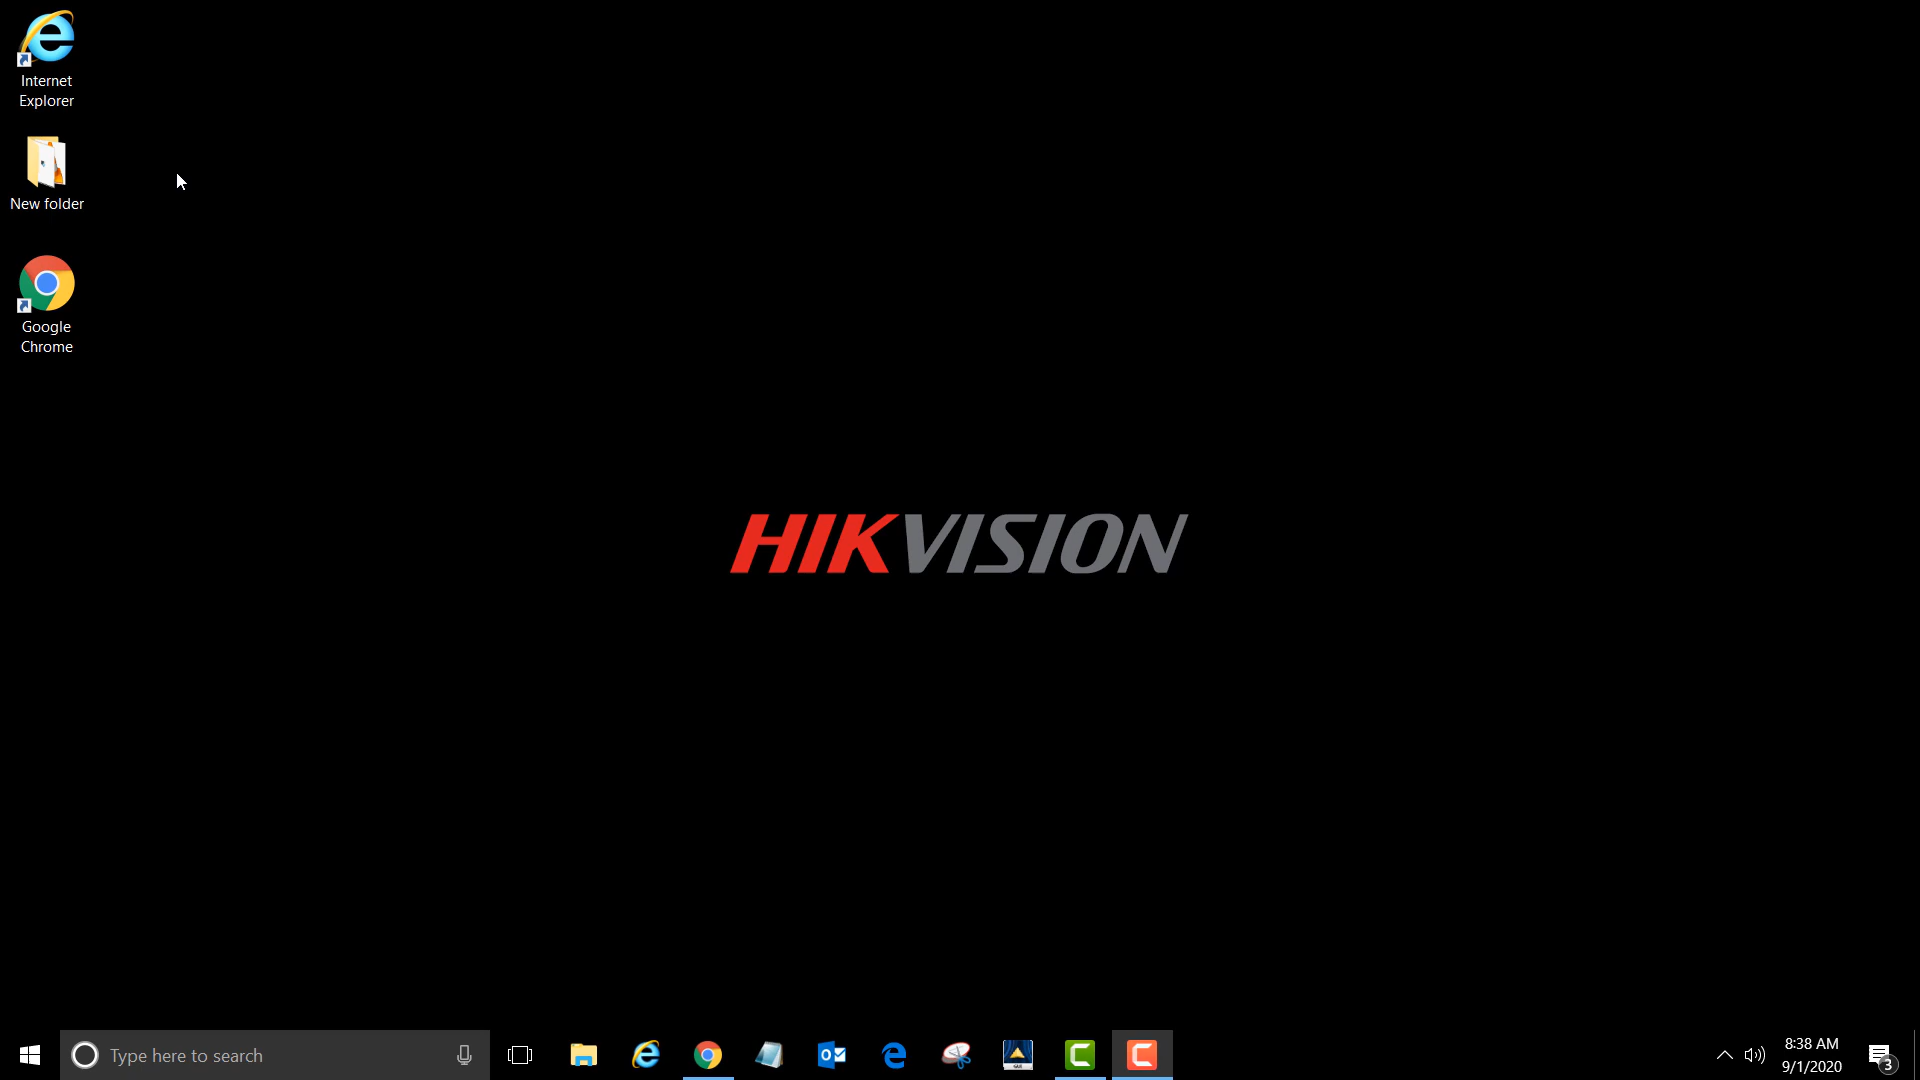 Internet
Explorer
New folder
Google
Chrome
HIKVISION
Type here to search
8:38 AM
9/1/2020
3